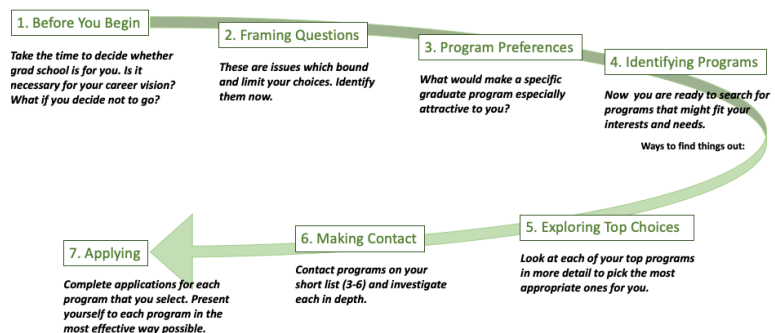 1. Before You Begin
Take the time to decide whether
grad school is for you. Is it
necessary for your career vision?
What if you decide not to go?
2. Framing Questions
These are issues which bound
and limit your choices. Identify
them now.
3. Program Preferences
What would make a specific
graduate program especially
attractive to you?
4. Identifying Programs
Now you are ready to search for
programs that might fit your
interests and needs.
Ways to find things out:
5. Exploring Top Choices
Look at each of your top programs
in more detail to pick the most
appropriate ones for you.
6. Making Contact
Contact programs on your
short list (3-6) and investigate
each in depth.
7. Applying
Complete applications for each
program that you select. Present
yourself to each program in the
most effective way possible.